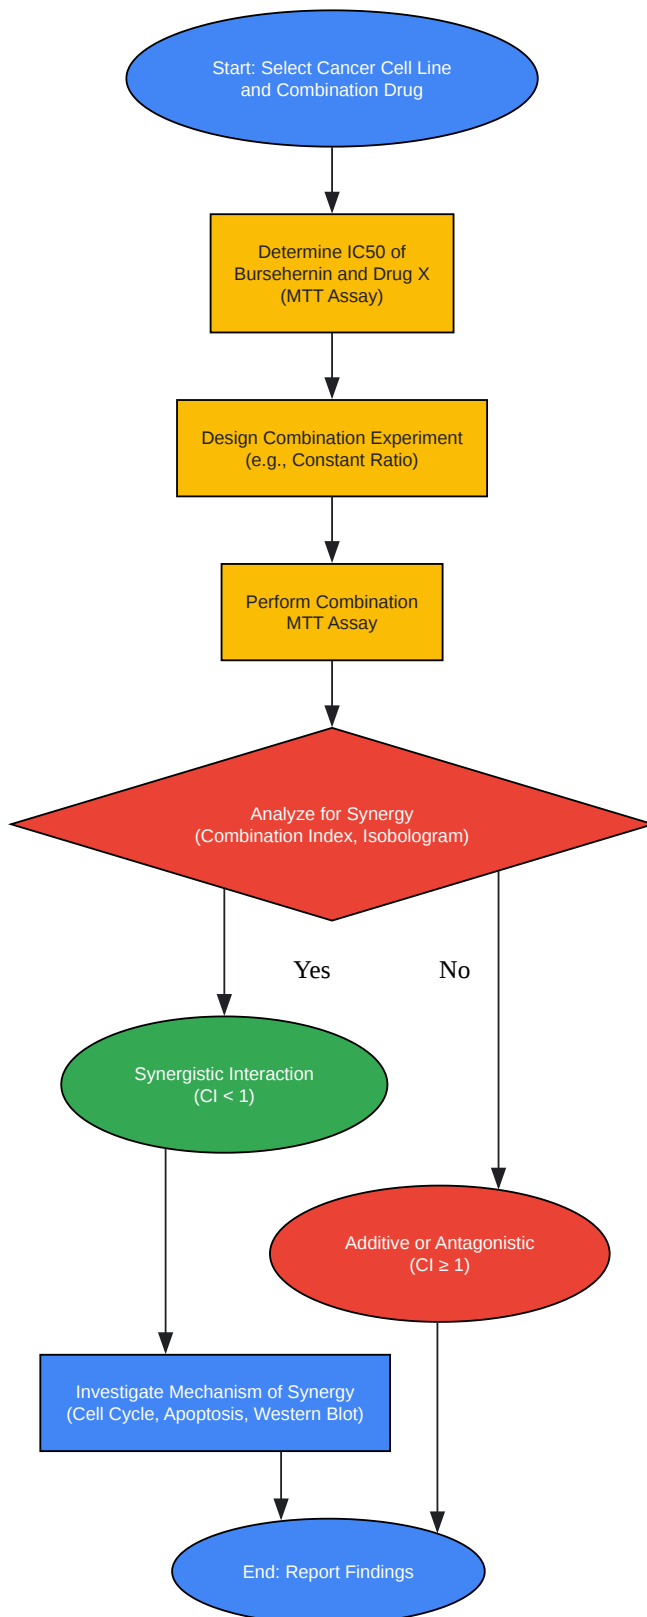 Start: Select Cancer Cell Line
and Combination Drug
Determine IC50 of
Bursehernin and Drug X
(MTT Assay)
Design Combination Experiment
(e.g., Constant Ratio)
Perform Combination
MTT Assay
Analyze for Synergy
(Combination Index, Isobologram)
Yes
No
Synergistic Interaction
(CI < 1)
Additive or Antagonistic
(CI ≥ 1)
Investigate Mechanism of Synergy
(Cell Cycle, Apoptosis, Western Blot)
End: Report Findings